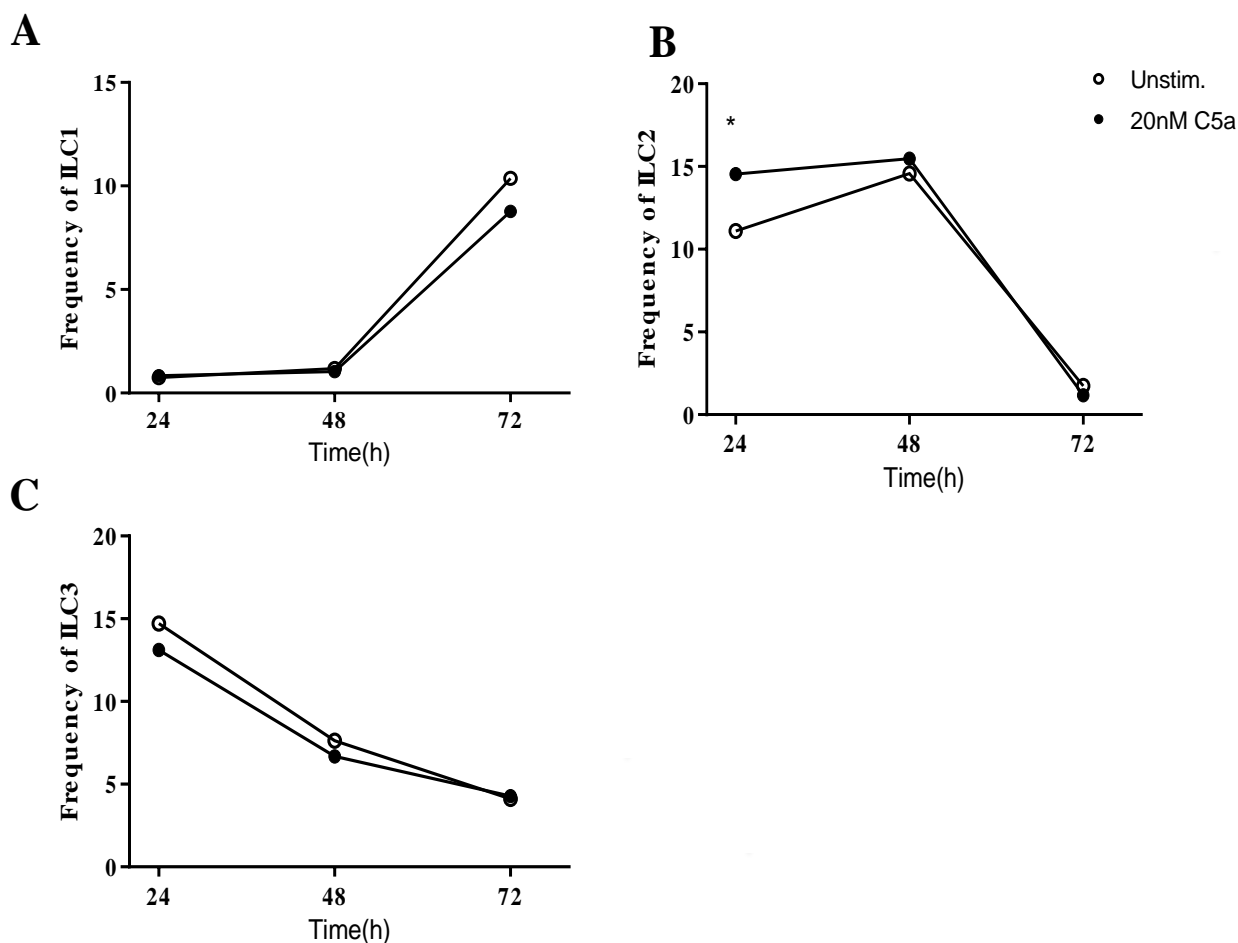 A
Frequency of ILC1
15
10
5
0
24 48 72
Time(h)
B
Frequency of ILC2
20
15
10
5
0
*
24 48 72
Time(h)
Unstim.
20nM C5a
C
Frequency of ILC3
20
15
10
5
0
24 48 72
Time(h)